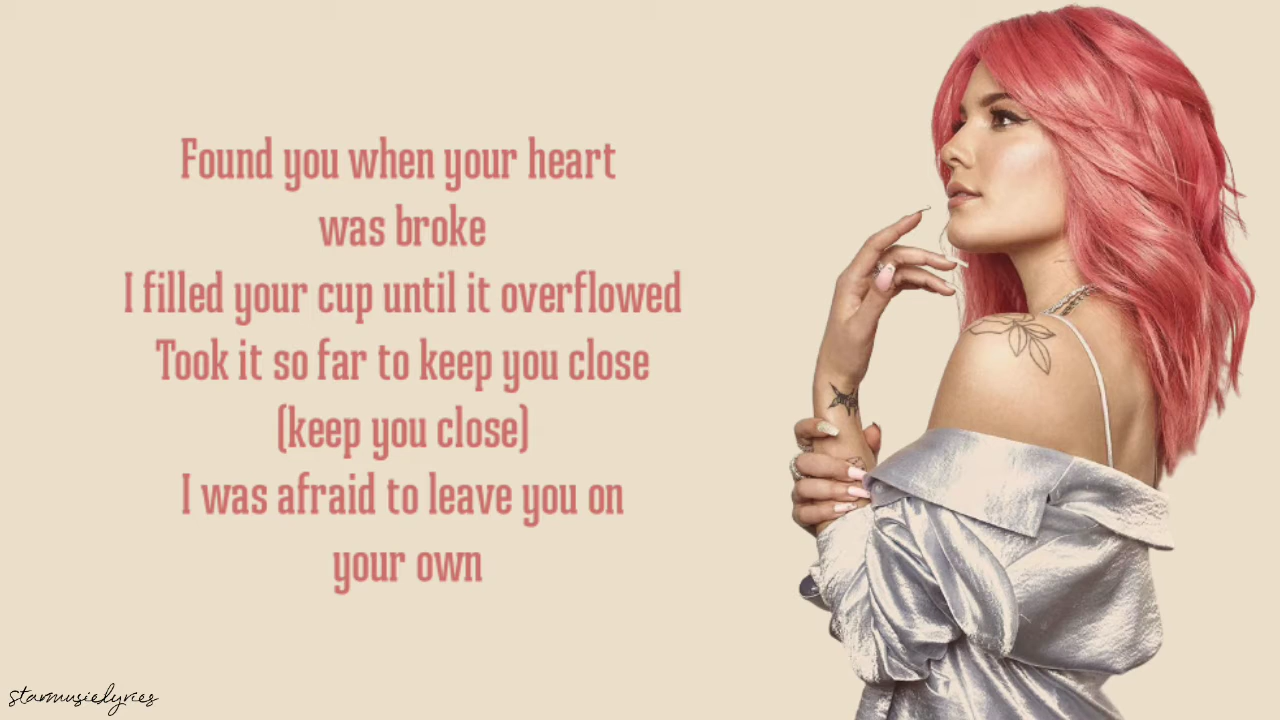 Found you when your heart
was broke
I filled your cup until it overflowed
Took it so far to keep you close
(keep you close)
I was afraid to leave you on
your own
starmusiclyrics